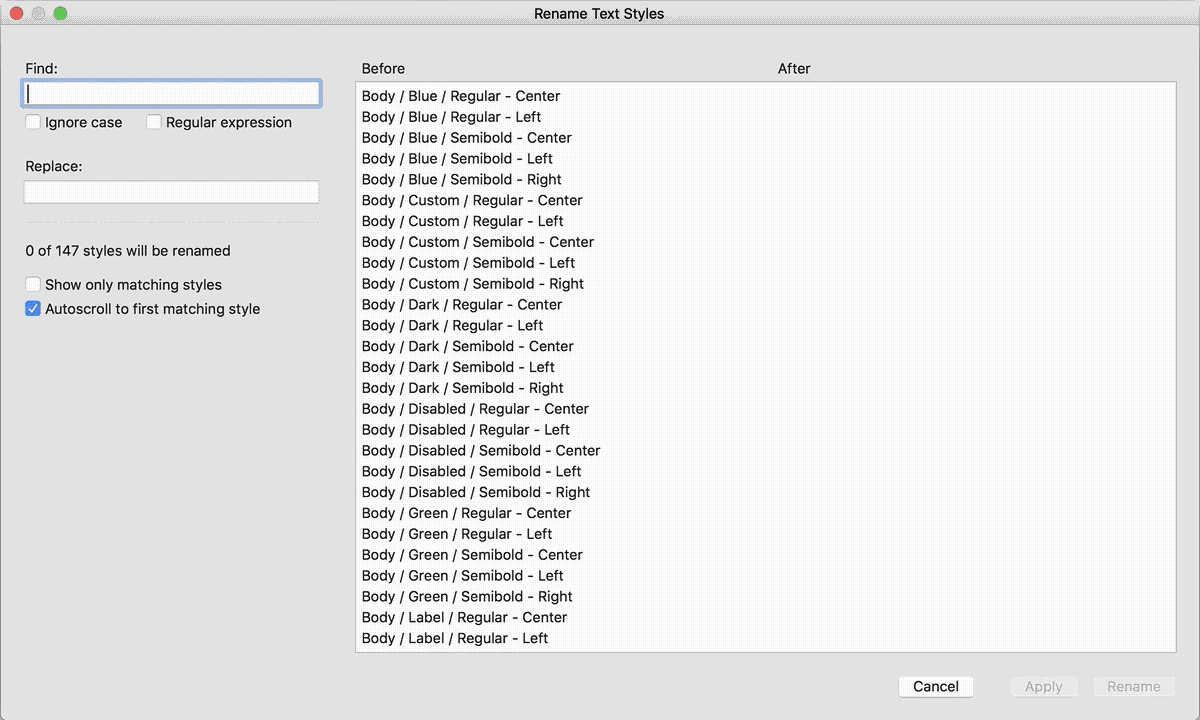 Rename Text Styles
Find:
Ignore case
Regular expression
Replace:
0 of 147 styles will be renamed
Show only matching styles
Autoscroll to first matching style
Before
After
Body / Blue / Regular - Center
Body / Blue / Regular - Left
Body / Blue / Semibold - Center
Body / Blue / Semibold - Left
Body / Blue / Semibold - Right
Body / Custom / Regular - Center
Body / Custom / Regular - Left
Body / Custom / Semibold - Center
Body / Custom / Semibold - Left
Body / Custom / Semibold - Right
Body / Dark / Regular - Center
Body / Dark / Regular - Left
Body / Dark / Semibold - Center
Body / Dark / Semibold - Left
Body / Dark / Semibold - Right
Body / Disabled / Regular - Center
Body / Disabled / Regular - Left
Body / Disabled / Semibold - Center
Body / Disabled / Semibold - Left
Body / Disabled / Semibold - Right
Body / Green / Regular - Center
Body / Green / Regular - Left
Body / Green / Semibold - Center
Body / Green / Semibold - Left
Body / Green / Semibold - Right
Body / Label / Regular - Center
Body / Label / Regular - Left
Cancel
Apply
Rename